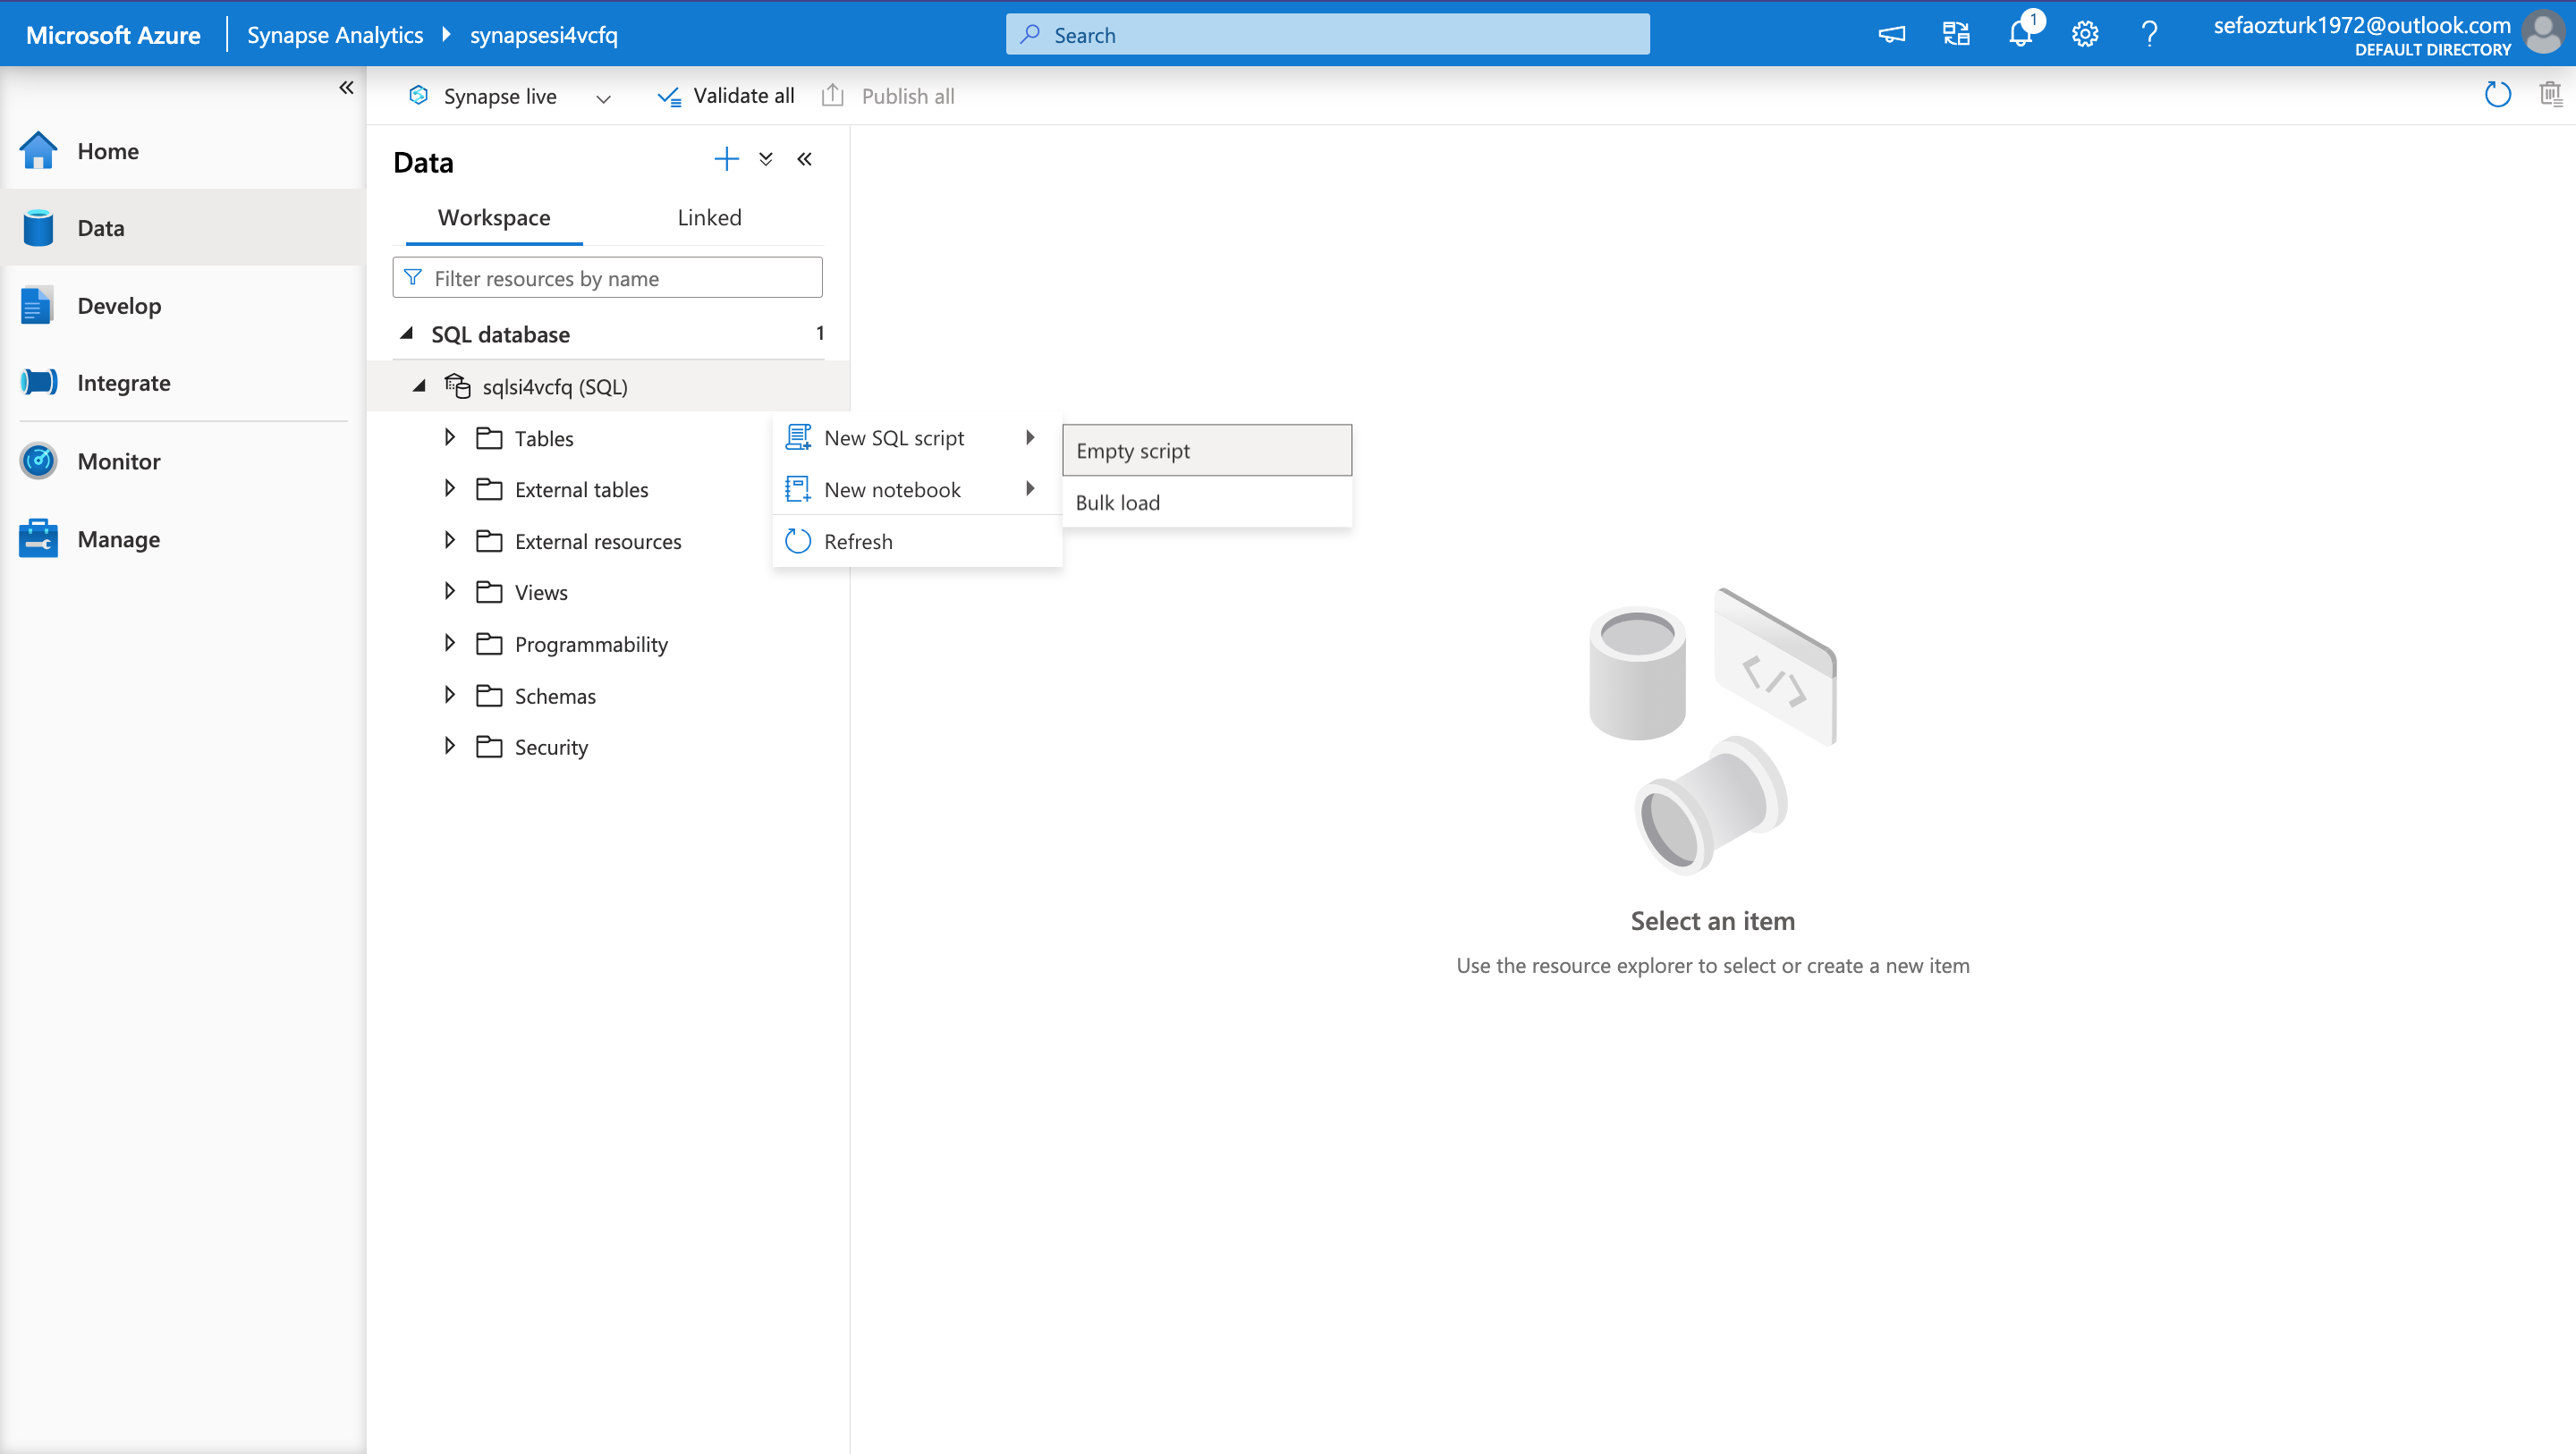 Microsoft Azure
Synapse Analytics
synapsesi4vcfq
Search
1
sefaozturk1972@outlook.com
DEFAULT DIRECTORY
Synapse live
Validate all
Publish all
Home
Data
Develop
Integrate
Monitor
Manage
Data
Workspace
Linked
Filter resources by name
SQL database
1
sqlsi4vcfq (SQL)
Tables
External tables
External resources
Views
Programmability
Schemas
Security
New SQL script
New notebook
Refresh
Empty script
Bulk load
Select an item
Use the resource explorer to select or create a new item